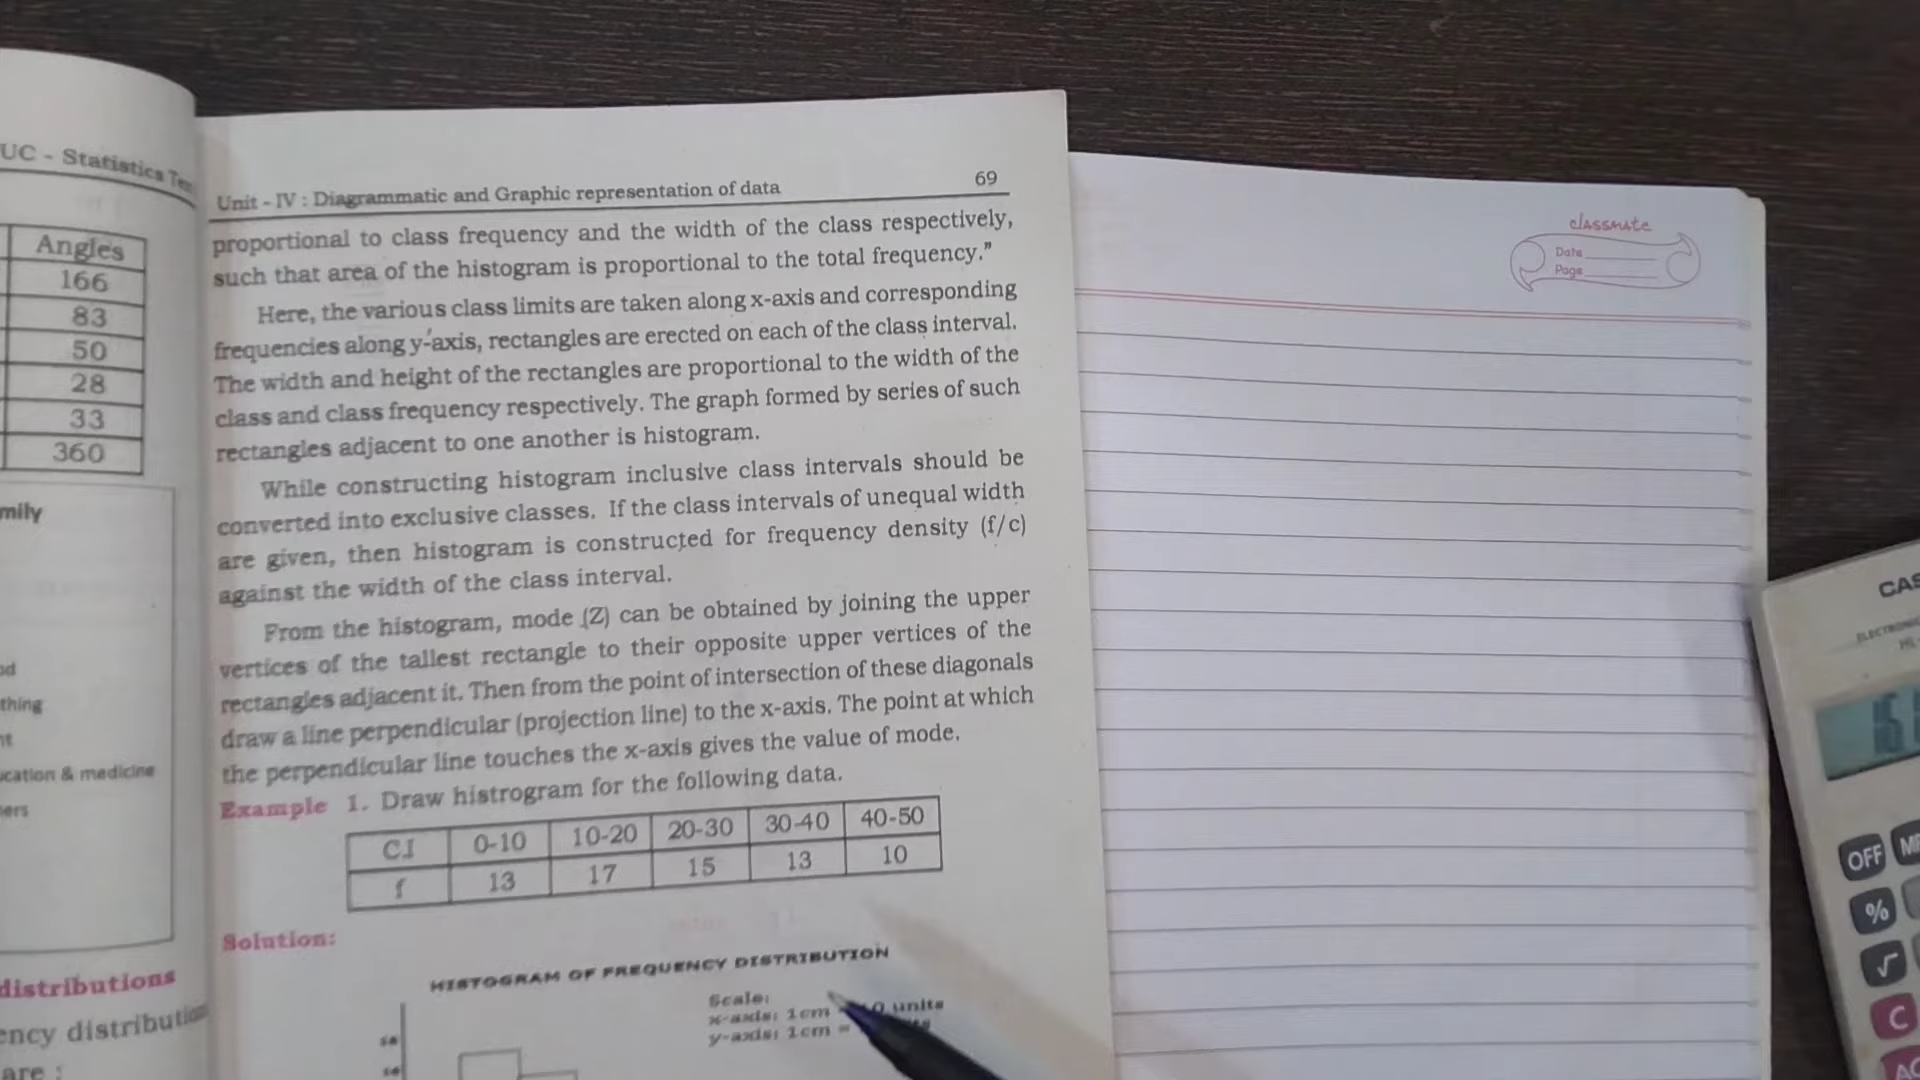 UC - Statistics
Angles
166
83
50
28
33
360
mily
thing
cation & medicine
ers
distributions
ency distribution
are :
Unit - IV : Diagrammatic and Graphic representation of data 69
proportional to class frequency and the width of the class respectively,
such that area of the histogram is proportional to the total frequency."
Here, the various class limits are taken along x-axis and corresponding
frequencies along y-axis, rectangles are erected on each of the class interval.
The width and height of the rectangles are proportional to the width of the
class and class frequency respectively. The graph formed by series of such
rectangles adjacent to one another is histogram.
While constructing histogram inclusive class intervals should be
converted into exclusive classes. If the class intervals of unequal width
are given, then histogram is constructed for frequency density (f/c)
against the width of the class interval.
From the histogram, mode (Z) can be obtained by joining the upper
vertices of the tallest rectangle to their opposite upper vertices of the
rectangles adjacent it. Then from the point of intersection of these diagonals
draw a line perpendicular (projection line) to the x-axis. The point at which
the perpendicular line touches the x-axis gives the value of mode.
Example 1. Draw histrogram for the following data.
C.I 0-10 10-20 20-30 30-40 40-50
f 13 17 15 13 10
Solution:
HISTOGRAM OF FREQUENCY DISTRIBUTION
Scale:
x-axis: 1cm units
y-axis: 1cm =
classmate
Date
Page
CAS
OFF
%
√
C
AC